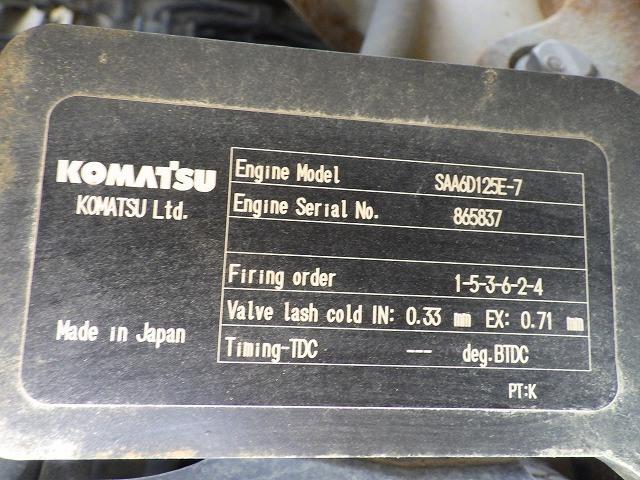 KOMATSU
KOMATSU Ltd.
Engine Model SAA6D125E-7
Engine Serial No. 865837
Firing order 1-5-3-6-2-4
Valve lash cold IN: 0.33 mm EX: 0.71 mm
Timing-TDC --- deg.BTDC
Made in Japan
PT:K